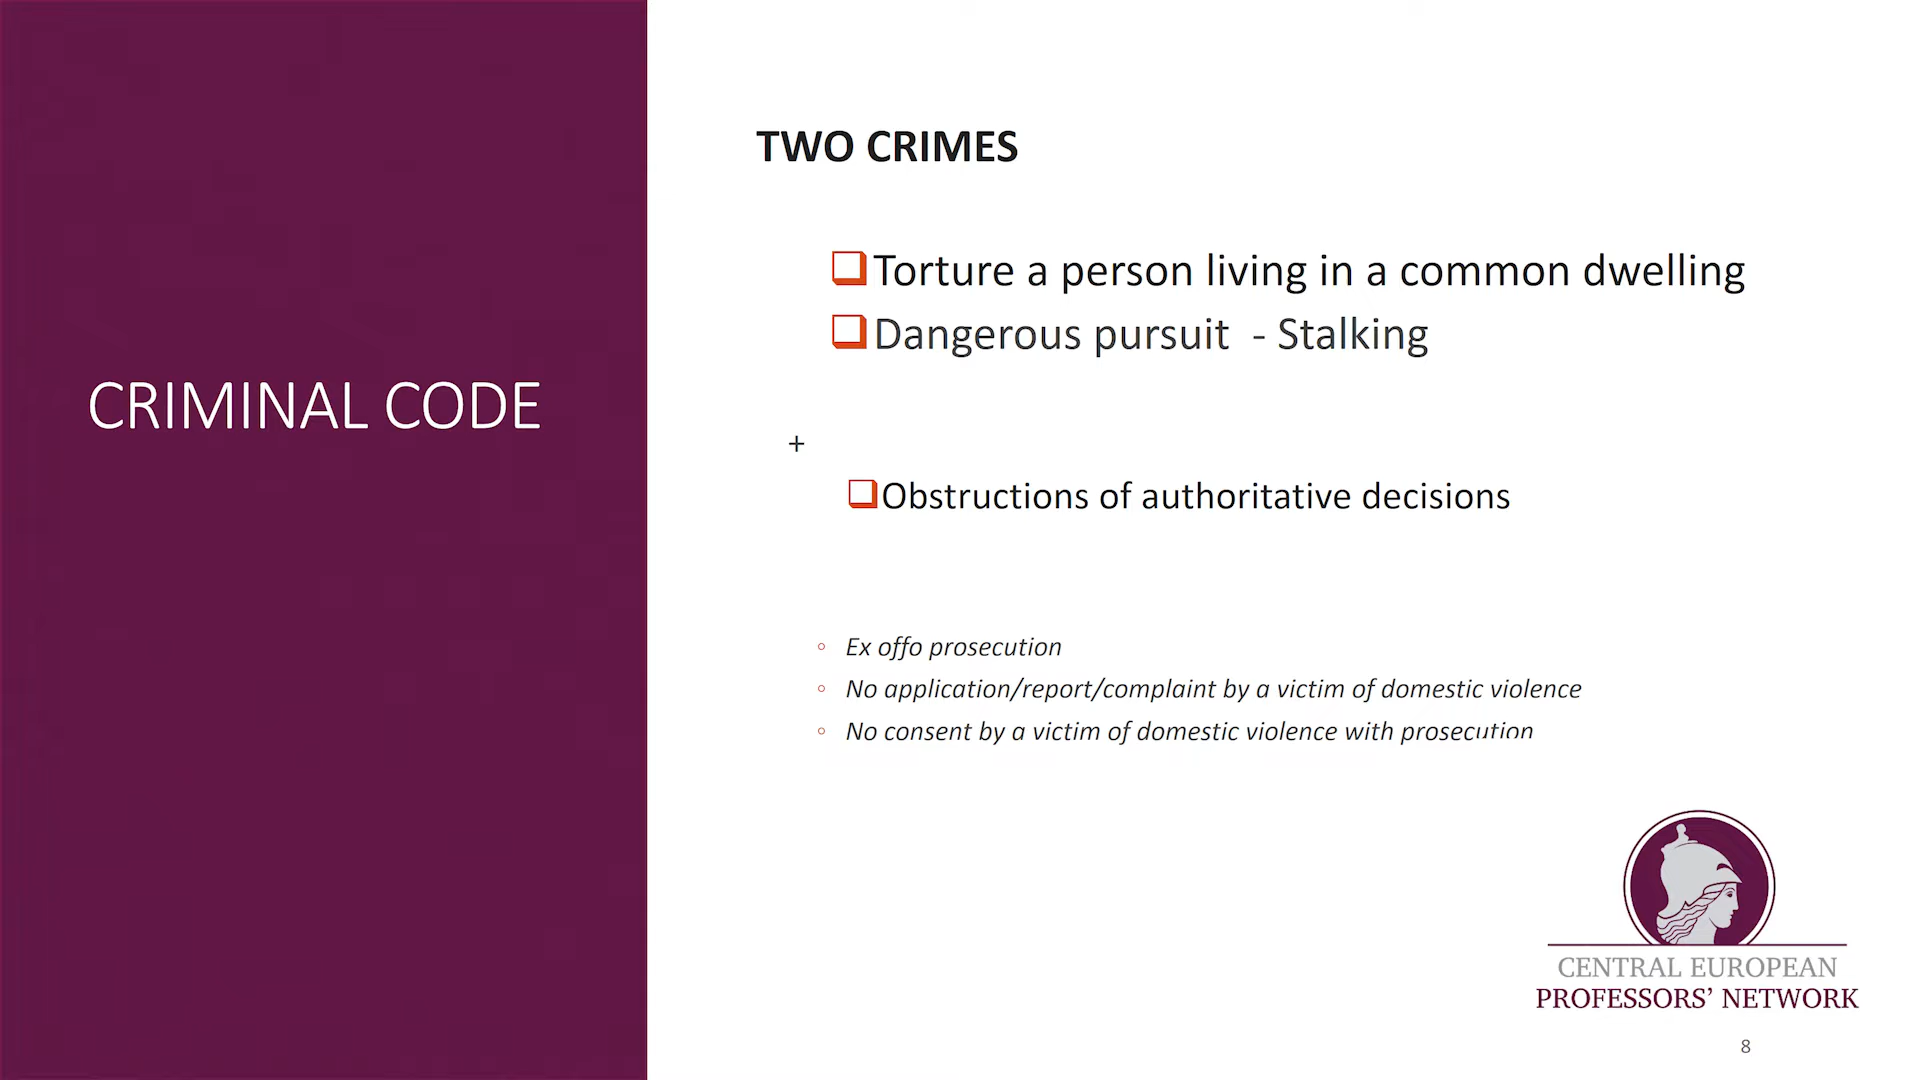 CRIMINAL CODE
TWO CRIMES
Torture a person living in a common dwelling
Dangerous pursuit - Stalking
+
Obstructions of authoritative decisions
Ex offo prosecution
No application/report/complaint by a victim of domestic violence
No consent by a victim of domestic violence with prosecution
CENTRAL EUROPEAN
PROFESSORS' NETWORK
8